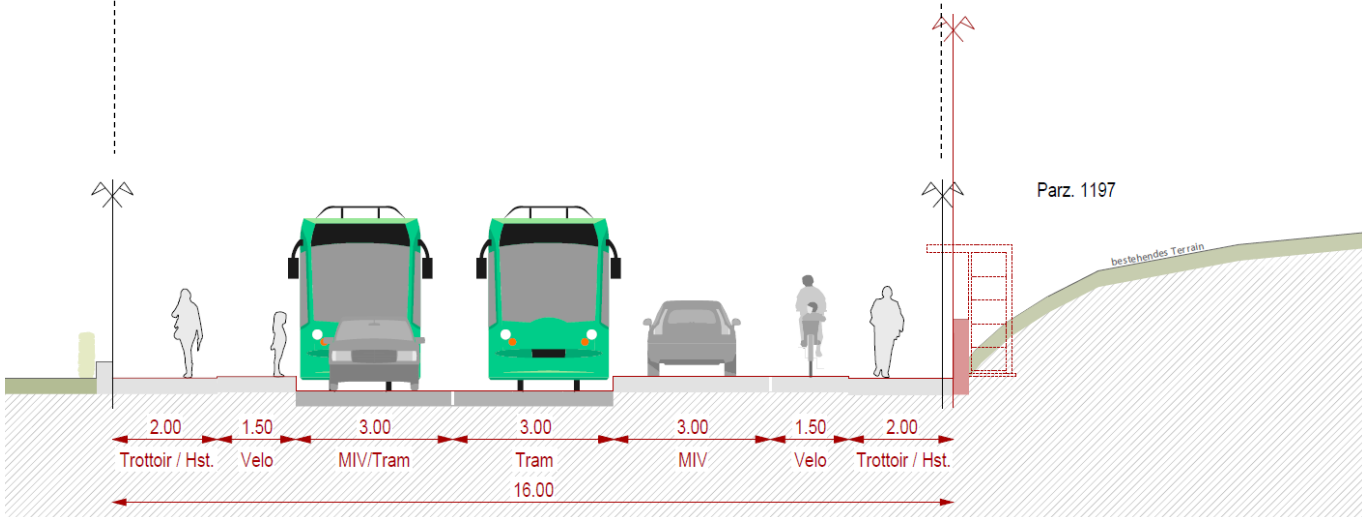 Parz. 1197
bestehendes Terrain
2.00 1.50 3.00 3.00 3.00 1.50 2.00
Trottoir / Hst. Velo MIV/Tram Tram MIV Velo Trottoir / Hst.
16.00